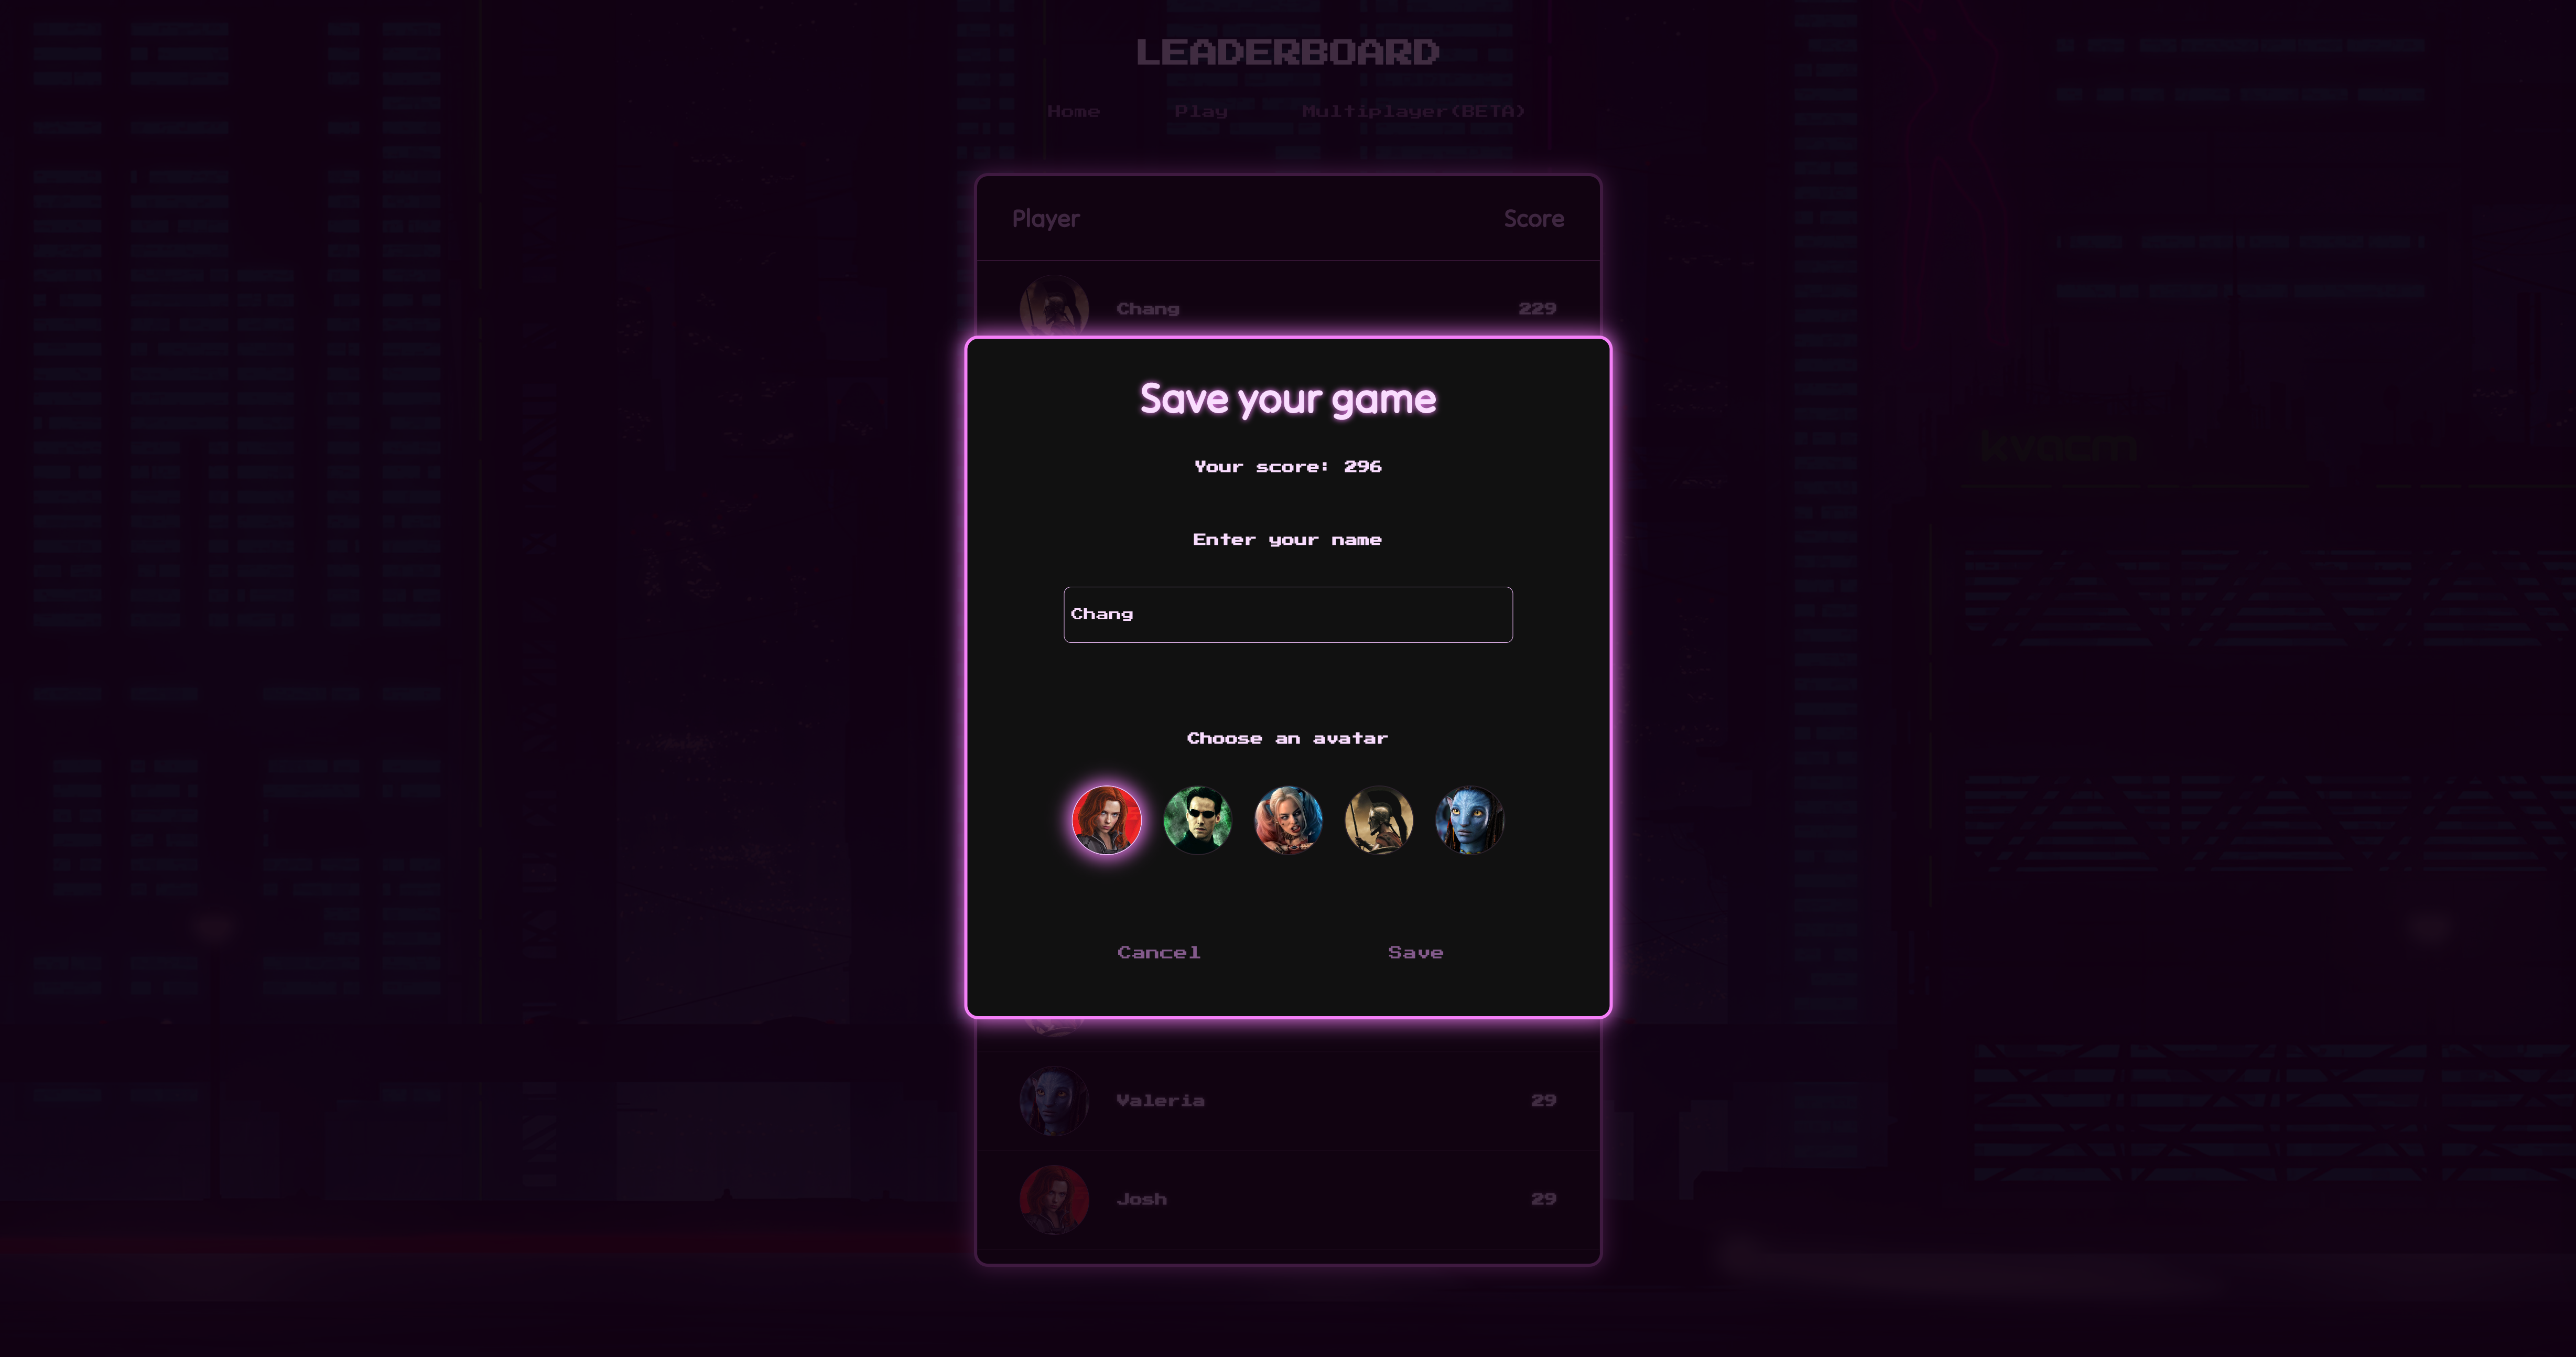 LEADERBOARD
Home Play Multiplayer(BETA)
Player Score
Chang 229
Save your game
Your score: 296
Enter your name
Chang
Choose an avatar
Cancel Save
Valeria 29
Josh 29